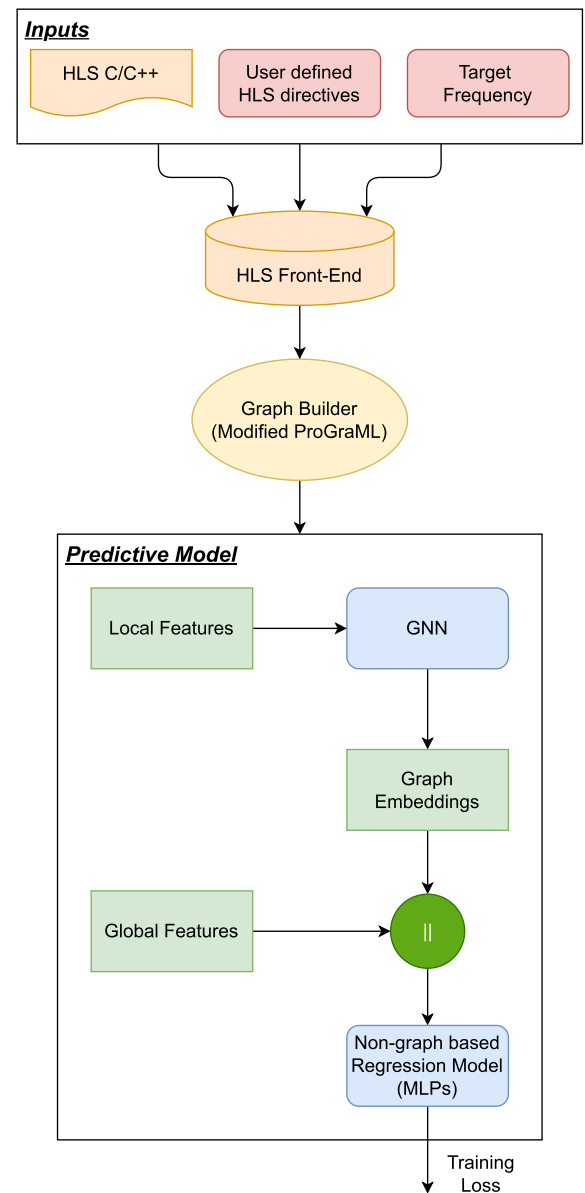 Inputs
HLS C/C++
User defined
HLS directives
Target
Frequency
HLS Front-End
Graph Builder
(Modified ProGraML)
Predictive Model
Local Features
GNN
Graph
Embeddings
Global Features
||
Non-graph based
Regression Model
(MLPs)
Training
Loss